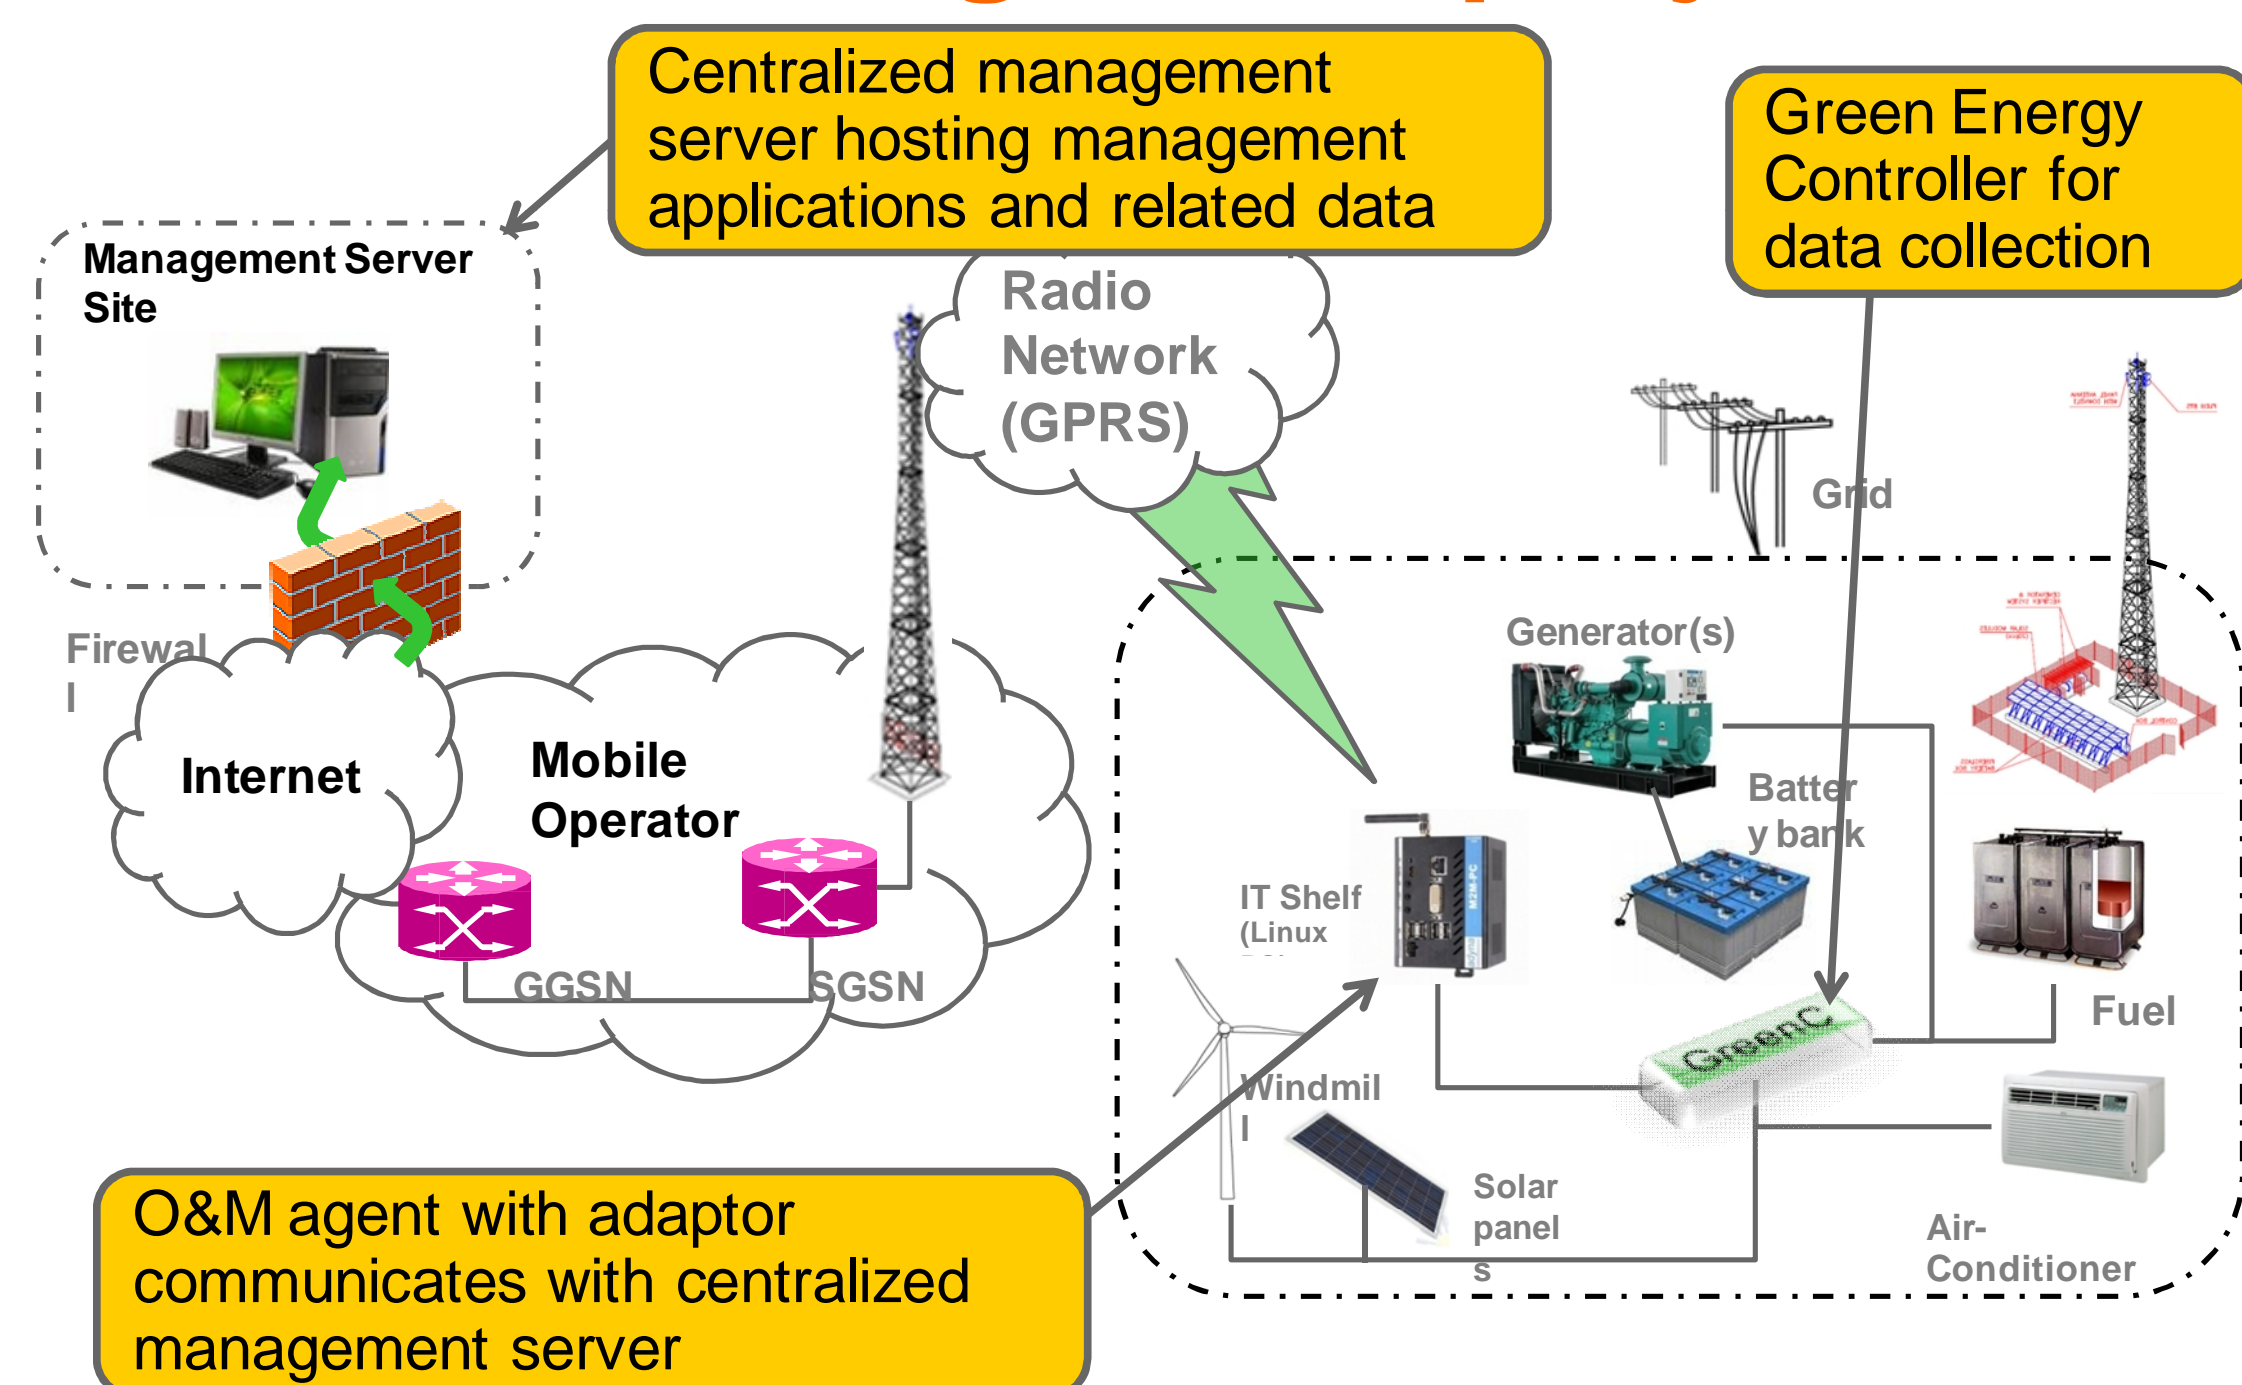 Centralized management
server hosting management
applications and related data
Green Energy
Controller for
data collection
Management Server
Site
Radio
Network
(GPRS)
Grid
Firewal
l
Generator(s)
Internet
Mobile
Operator
Batter
y bank
M2M-PC
IT Shelf
(Linux
GGSN
SGSN
Fuel
GreenC
Windmil
l
Solar
panel
s
Air-
Conditioner
O&M agent with adaptor
communicates with centralized
management server